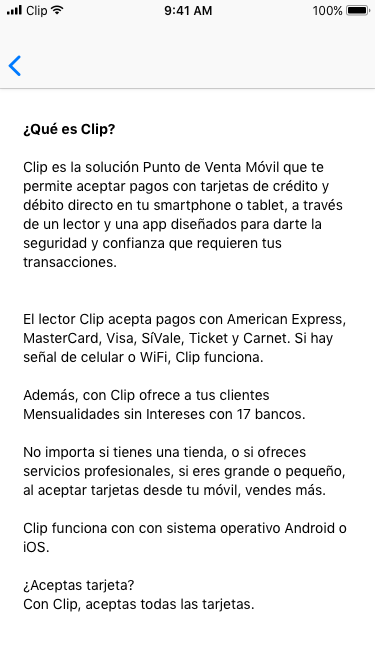 Clip 9:41 AM 100%
¿Qué es Clip?
Clip es la solución Punto de Venta Móvil que te
permite aceptar pagos con tarjetas de crédito y
débito directo en tu smartphone o tablet, a través
de un lector y una app diseñados para darte la
seguridad y confianza que requieren tus
transacciones.
El lector Clip acepta pagos con American Express,
MasterCard, Visa, SíVale, Ticket y Carnet. Si hay
señal de celular o WiFi, Clip funciona.
Además, con Clip ofrece a tus clientes
Mensualidades sin Intereses con 17 bancos.
No importa si tienes una tienda, o si ofreces
servicios profesionales, si eres grande o pequeño,
al aceptar tarjetas desde tu móvil, vendes más.
Clip funciona con con sistema operativo Android o
iOS.
¿Aceptas tarjeta?
Con Clip, aceptas todas las tarjetas.